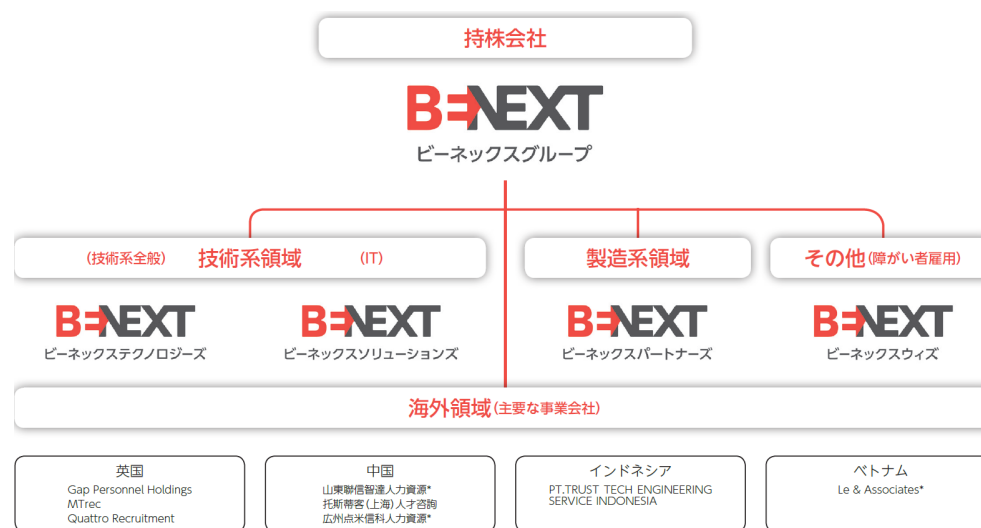 持株会社
BENEXT
ビーネックスグループ
(技術系全般) 技術系領域 (IT)
製造系領域
その他(障がい者雇用)
BENEXT
ビーネックステクノロジーズ
BENEXT
ビーネックスソリューションズ
BENEXT
ビーネックスパートナーズ
BENEXT
ビーネックスウィズ
海外領域(主要な事業会社)
英国
Gap Personnel Holdings
MTrec
Quattro Recruitment
中国
山東聯信智達人力資源*
托斯蒂客(上海)人才咨詢
広州点米信科人力資源*
インドネシア
PT.TRUST TECH ENGINEERING
SERVICE INDONESIA
ベトナム
Le & Associates*